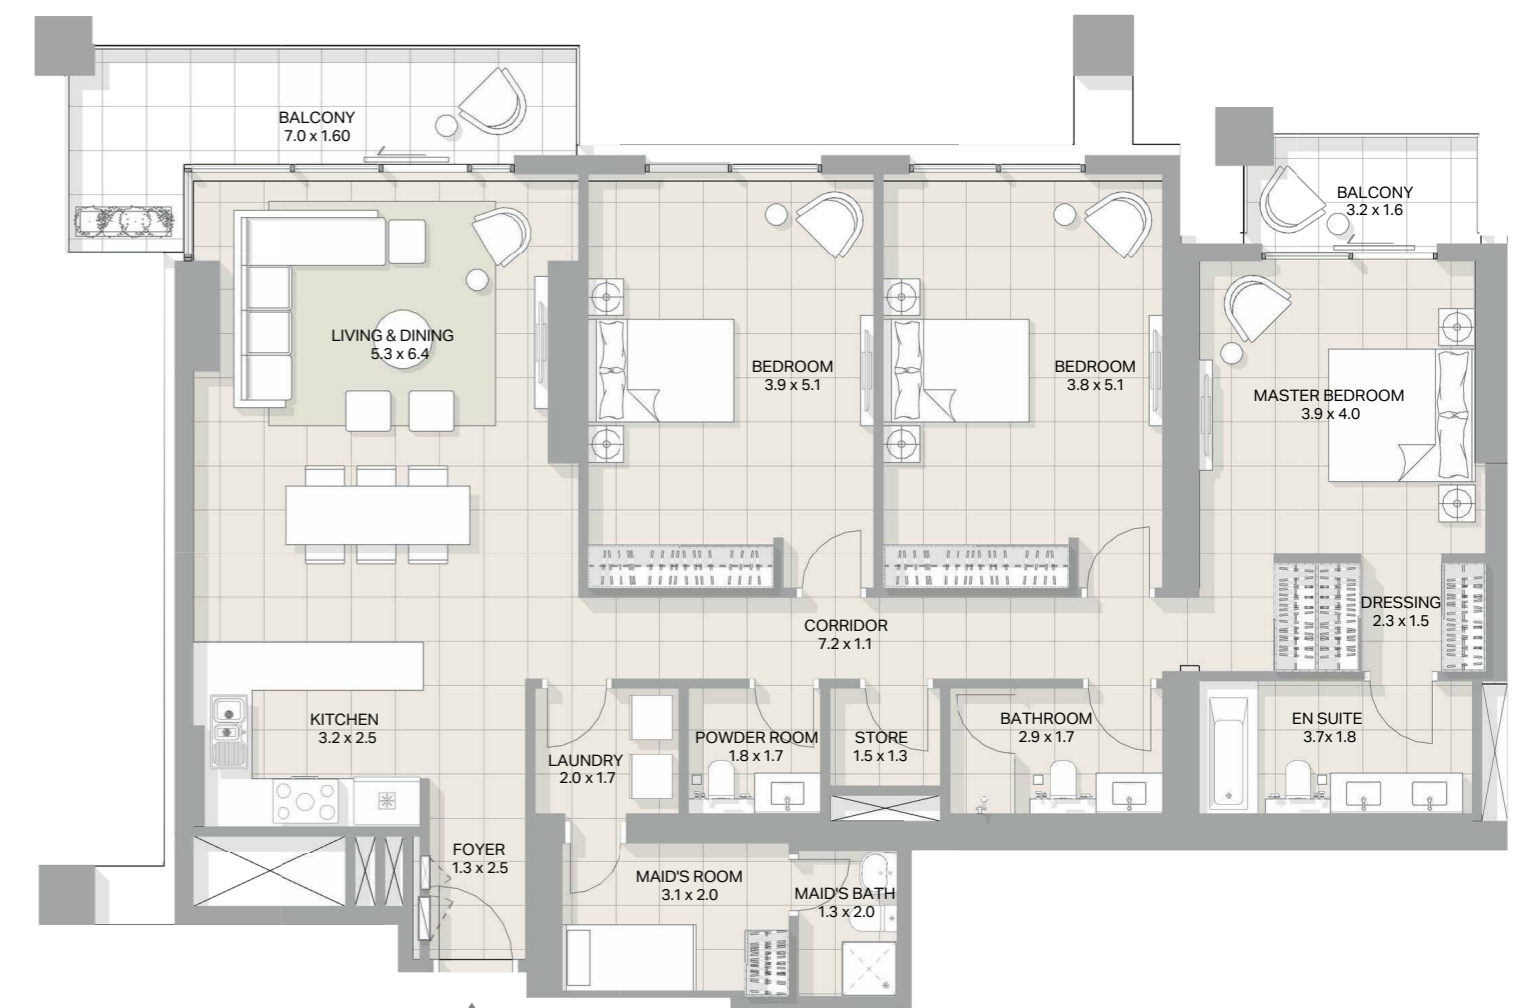 BALCONY
7.0 x 1.60
BALCONY
3.2 x 1.6
LIVING & DINING
5.3 x 6.4
BEDROOM
3.9 x 5.1
BEDROOM
3.8 x 5.1
MASTER BEDROOM
3.9 x 4.0
CORRIDOR
7.2 x 1.1
DRESSING
2.3 x 1.5
KITCHEN
3.2 x 2.5
LAUNDRY
2.0 x 1.7
POWDER ROOM
1.8 x 1.7
STORE
1.5 x 1.3
BATHROOM
2.9 x 1.7
EN SUITE
3.7x 1.8
FOYER
1.3 x 2.5
MAID'S ROOM
3.1 x 2.0
MAID'S BATH
1.3 x 2.0